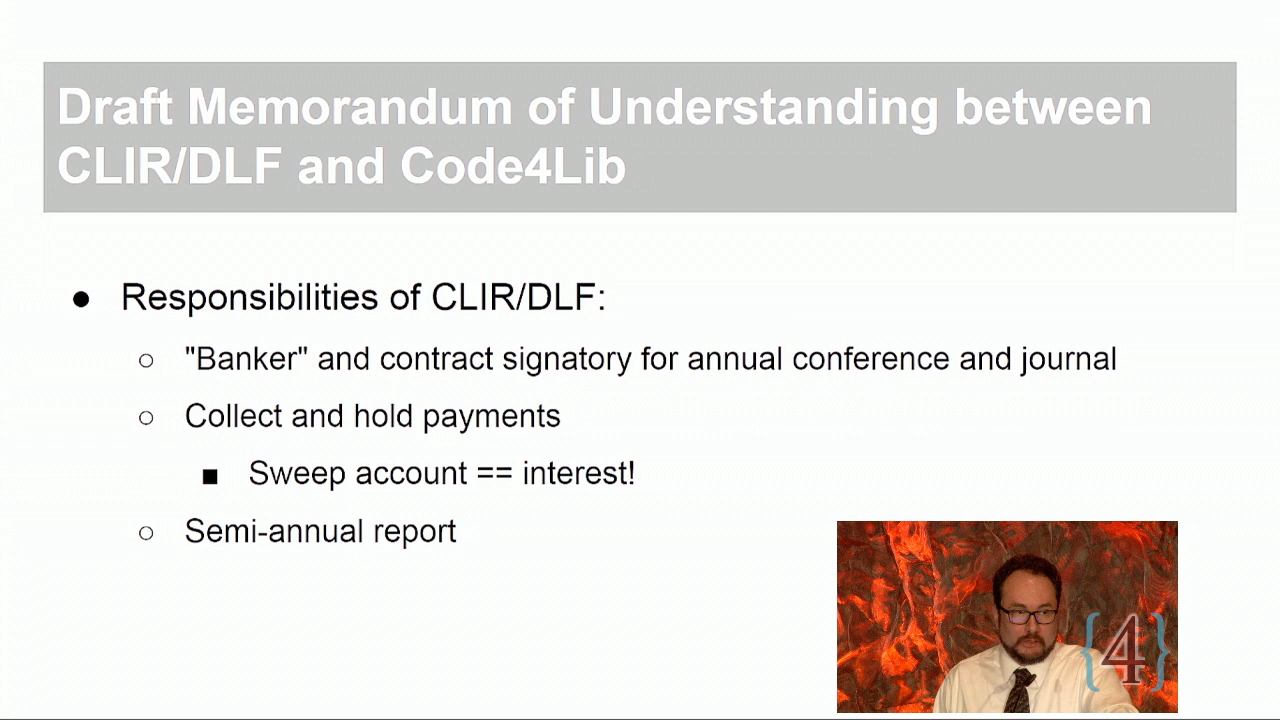 Draft Memorandum of Understanding between
CLIR/DLF and Code4Lib
● Responsibilities of CLIR/DLF:
○ "Banker" and contract signatory for annual conference and journal
○ Collect and hold payments
■ Sweep account == interest!
○ Semi-annual report
{4}